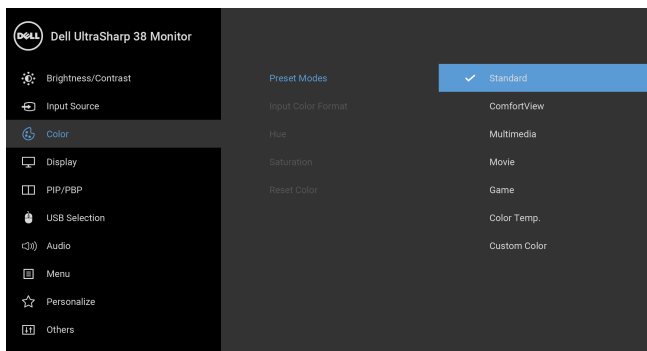 DELL Dell UltraSharp 38 Monitor
Brightness/Contrast
Input Source
Color
Display
PIP/PBP
USB Selection
Audio
Menu
Personalize
Others
Preset Modes
Input Color Format
Hue
Saturation
Reset Color
Standard
ComfortView
Multimedia
Movie
Game
Color Temp.
Custom Color